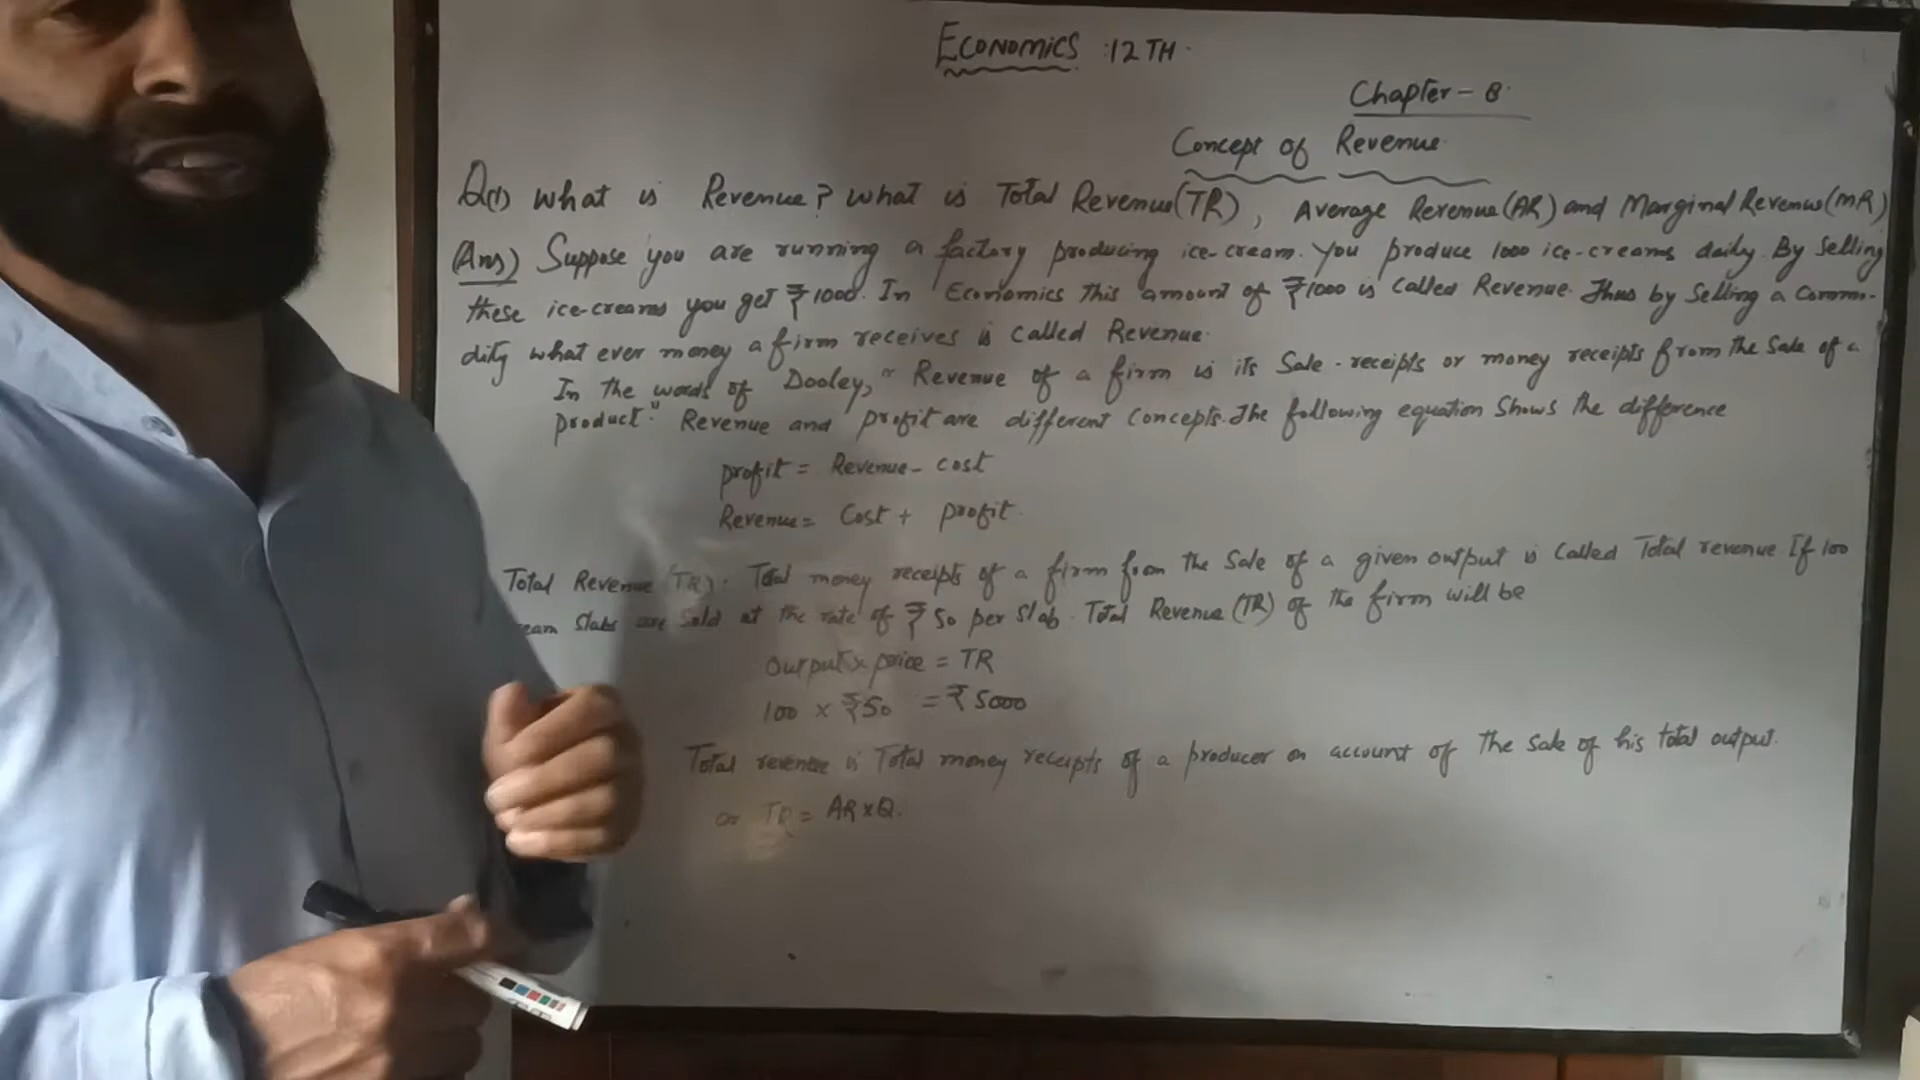 ECONOMICS :12TH
Chapter - 8
Concept of Revenue
Q(1) What is Revenue? What is Total Revenue(TR), Average Revenue(AR) and Marginal Revenue(MR)
Ans) Suppose you are running a factory producing ice-cream. You produce 1000 ice-creams daily. By Selling
these ice-creams you get ₹1000. In Economics this amount of ₹1000 is called Revenue. Thus by Selling a Commo-
dity what ever money a firm receives is called Revenue.
In the words of Dooley, "Revenue of a firm is its Sale-receipts or money receipts from the Sale of a
product." Revenue and profit are different concepts. The following equation Shows the difference
profit = Revenue - cost
Revenue = Cost + profit
Total Revenue (TR). Total money receipts of a firm from the Sale of a given output is Called Total revenue If 100
eam Slabs are Sold at the rate of ₹ 50 per Slab. Total Revenue (TR) of the firm will be
Output x price = TR
100 x ₹50 = ₹5000
Total revenue is Total money receipts of a producer on account of the Sale of his total output.
or TR = AR x Q.